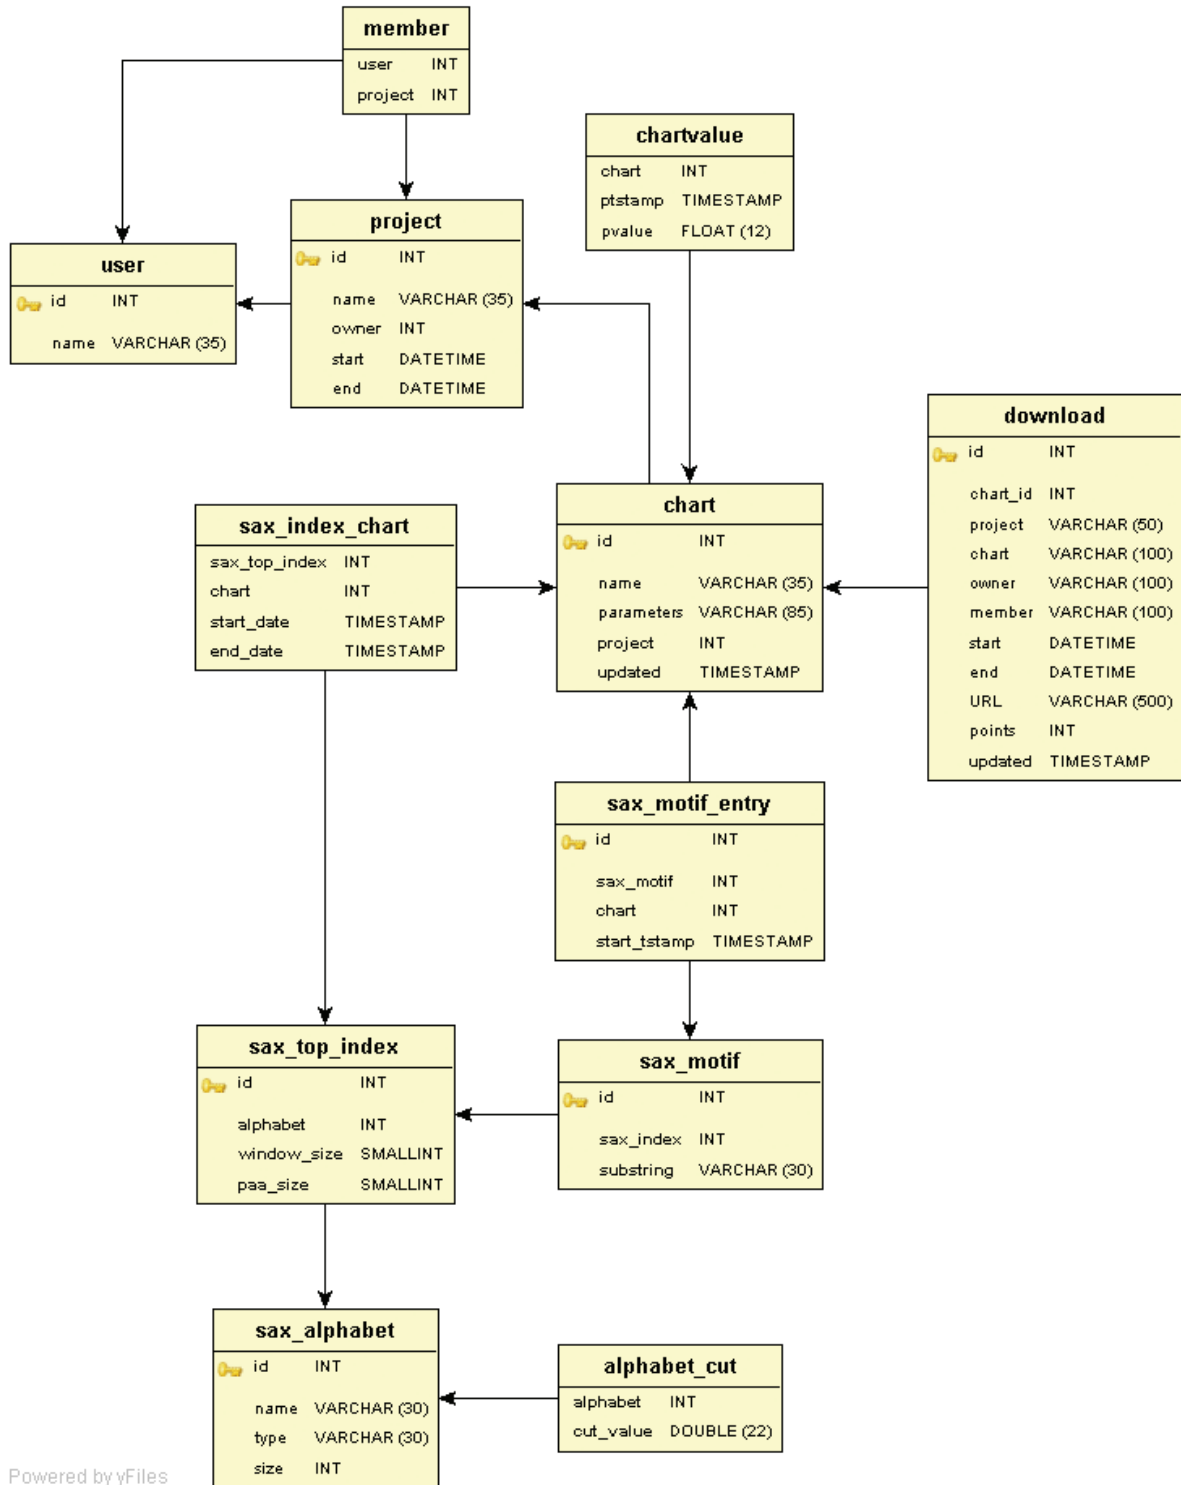 member
user INT
project INT
chartvalue
chart INT
ptstamp TIMESTAMP
pvalue FLOAT (12)
project
id INT
name VARCHAR (35)
owner INT
start DATETIME
end DATETIME
user
id INT
name VARCHAR (35)
download
id INT
chart_id INT
project VARCHAR (50)
chart VARCHAR (100)
owner VARCHAR (100)
member VARCHAR (100)
start DATETIME
end DATETIME
URL VARCHAR (500)
points INT
updated TIMESTAMP
chart
id INT
name VARCHAR (35)
parameters VARCHAR (85)
project INT
updated TIMESTAMP
sax_index_chart
sax_top_index INT
chart INT
start_date TIMESTAMP
end_date TIMESTAMP
sax_motif_entry
id INT
sax_motif INT
chart INT
start_tstamp TIMESTAMP
sax_top_index
id INT
alphabet INT
window_size SMALLINT
paa_size SMALLINT
sax_motif
id INT
sax_index INT
substring VARCHAR (30)
sax_alphabet
id INT
name VARCHAR (30)
type VARCHAR (30)
size INT
alphabet_cut
alphabet INT
cut_value DOUBLE (22)
Powered by yFiles